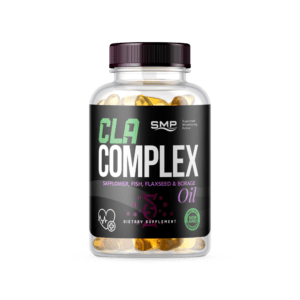 SMP
CLA
COMPLEX
SAFFLOWER, FISH, FLAXSEED & BORAGE
Oil
DIETARY SUPPLEMENT